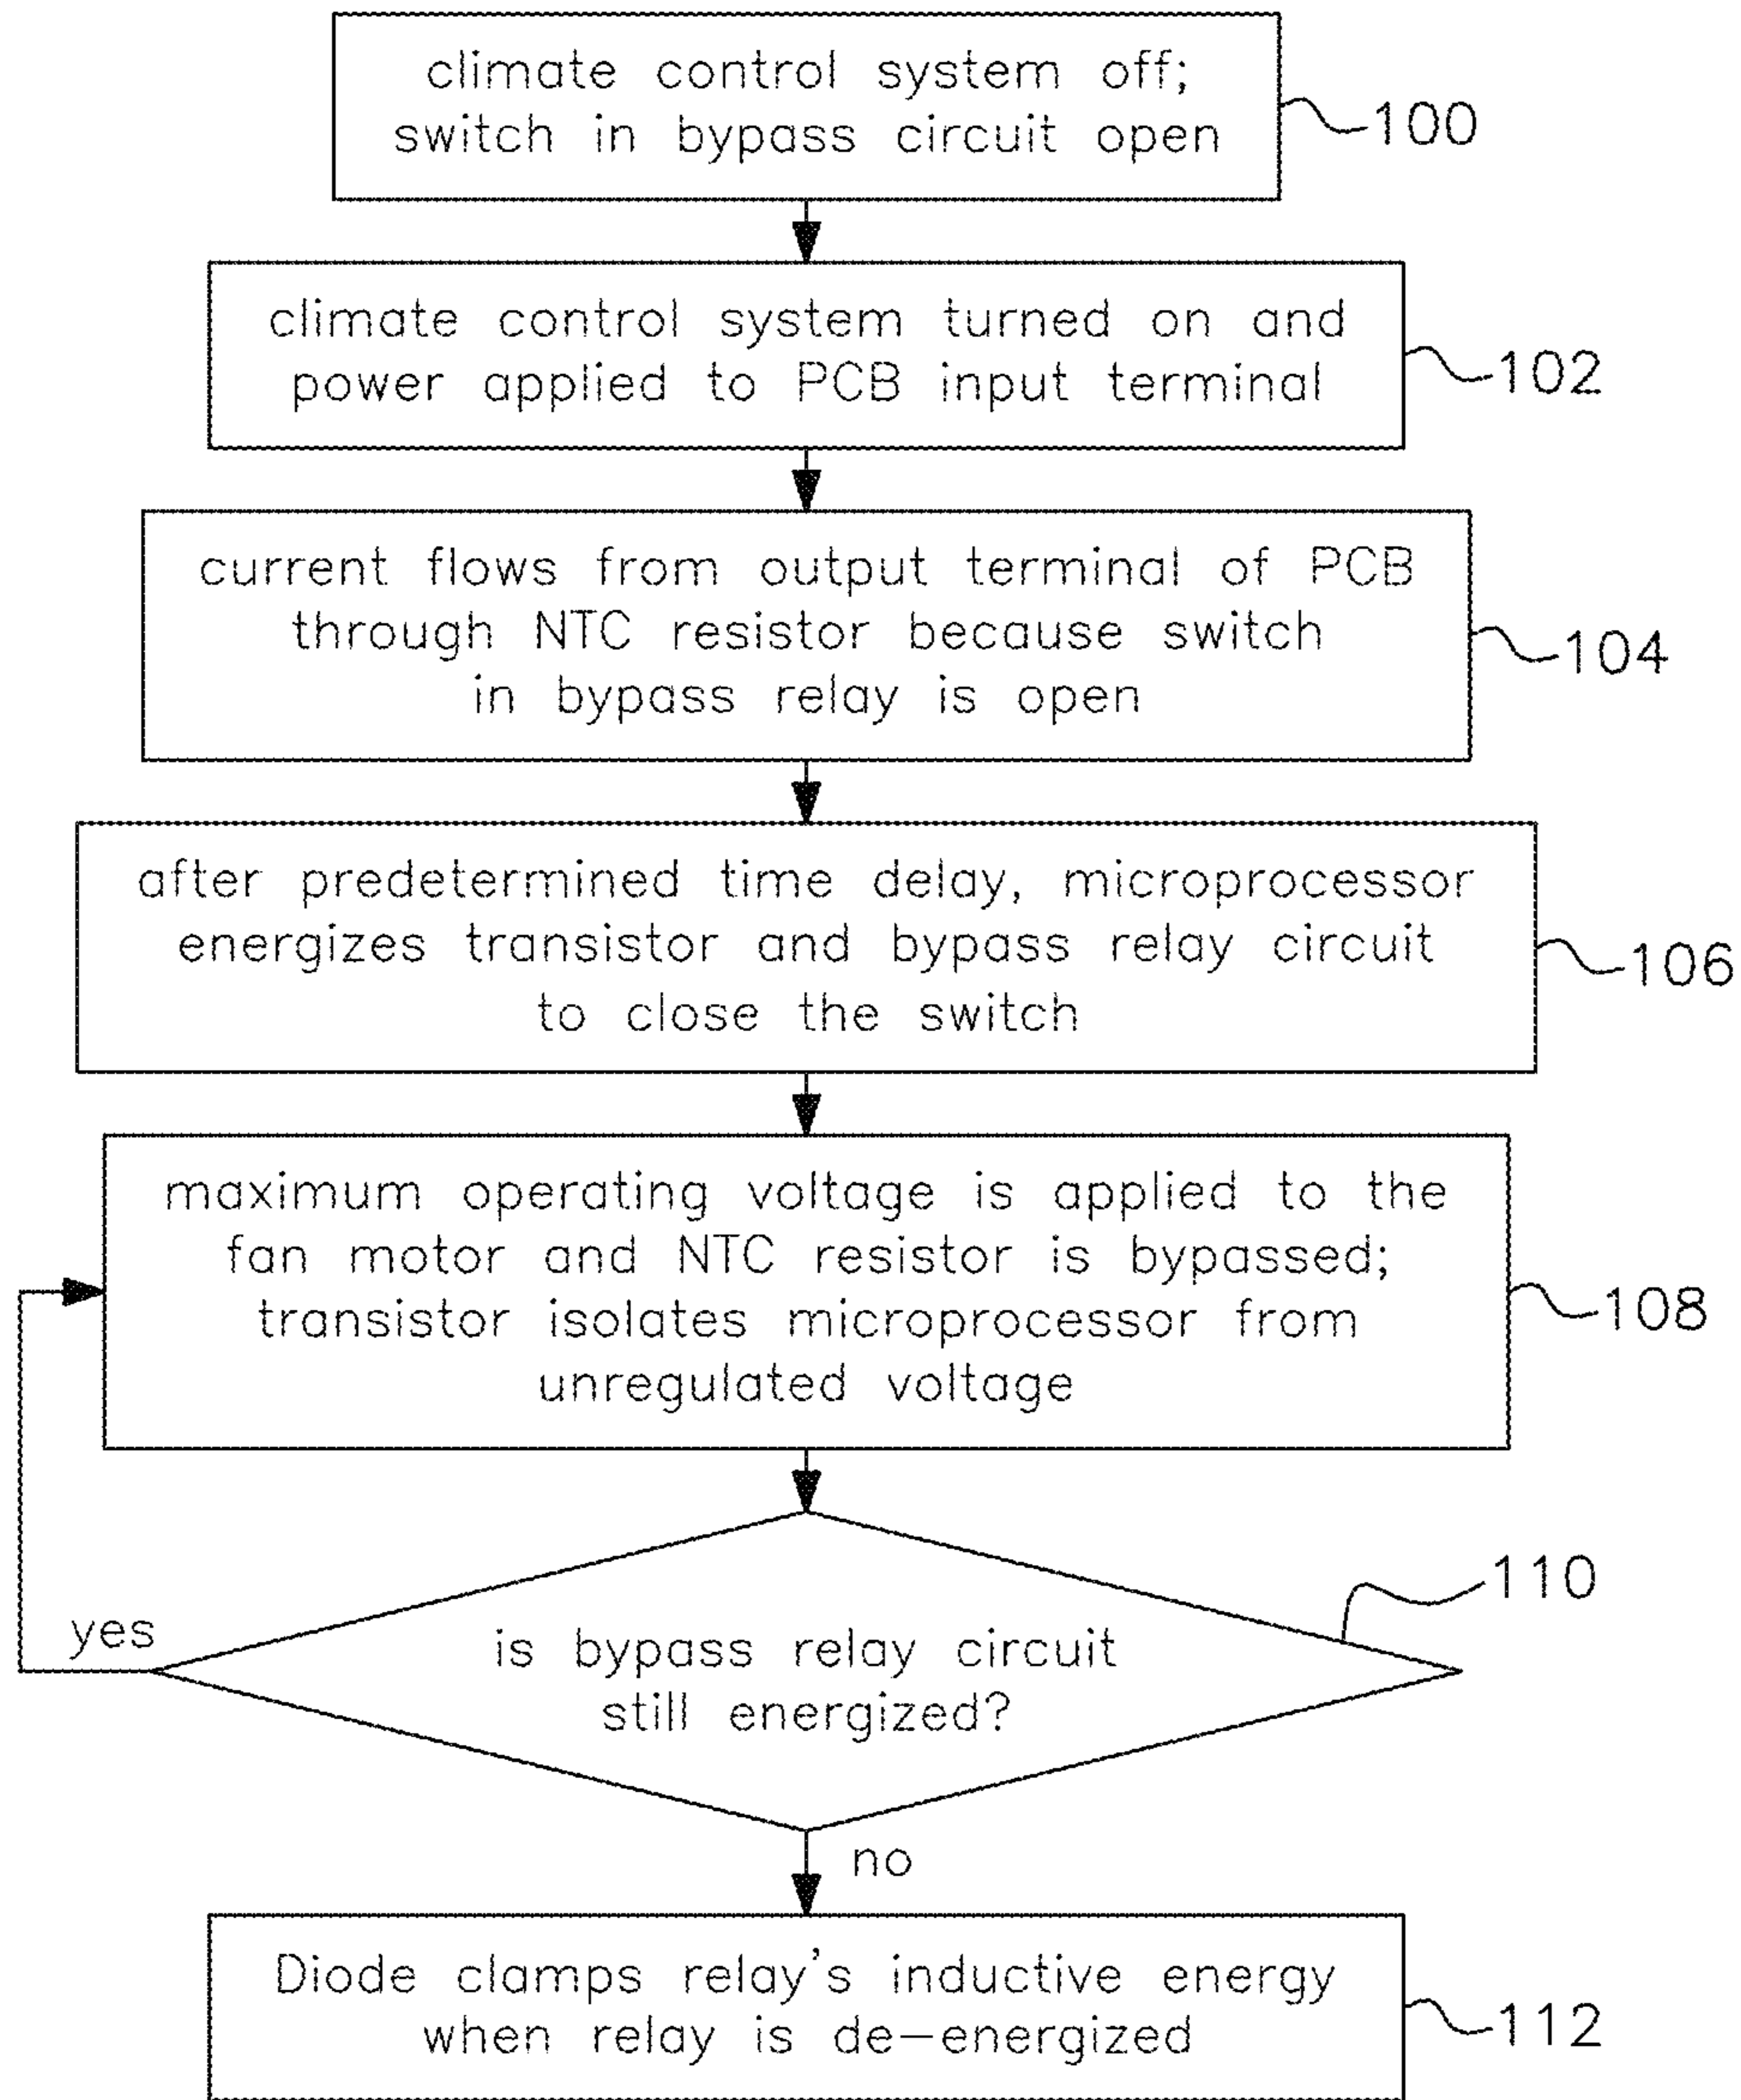 climate control system off;
switch in bypass circuit open
100
climate control system turned on and
power applied to PCB input terminal
102
current flows from output terminal of PCB
through NTC resistor because switch
in bypass relay is open
104
after predetermined time delay, microprocessor
energizes transistor and bypass relay circuit
to close the switch
106
maximum operating voltage is applied to the
fan motor and NTC resistor is bypassed;
transistor isolates microprocessor from
unregulated voltage
108
110
yes
is bypass relay circuit
still energized?
no
Diode clamps relay's inductive energy
when relay is de-energized
112